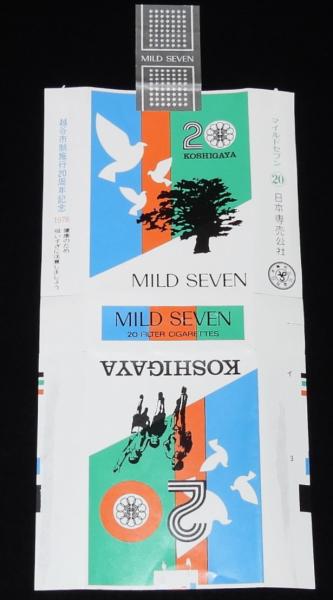 MILD SEVEN
越谷市制施行20周年記念
1978
健康のため
吸いすぎに注意しましょう
20
KOSHIGAYA
マイルドセブン
20
日本専売公社
MILD SEVEN
MILD SEVEN
20 FILTER CIGARETTES
KOSHIGAYA
20
イ
ヨ